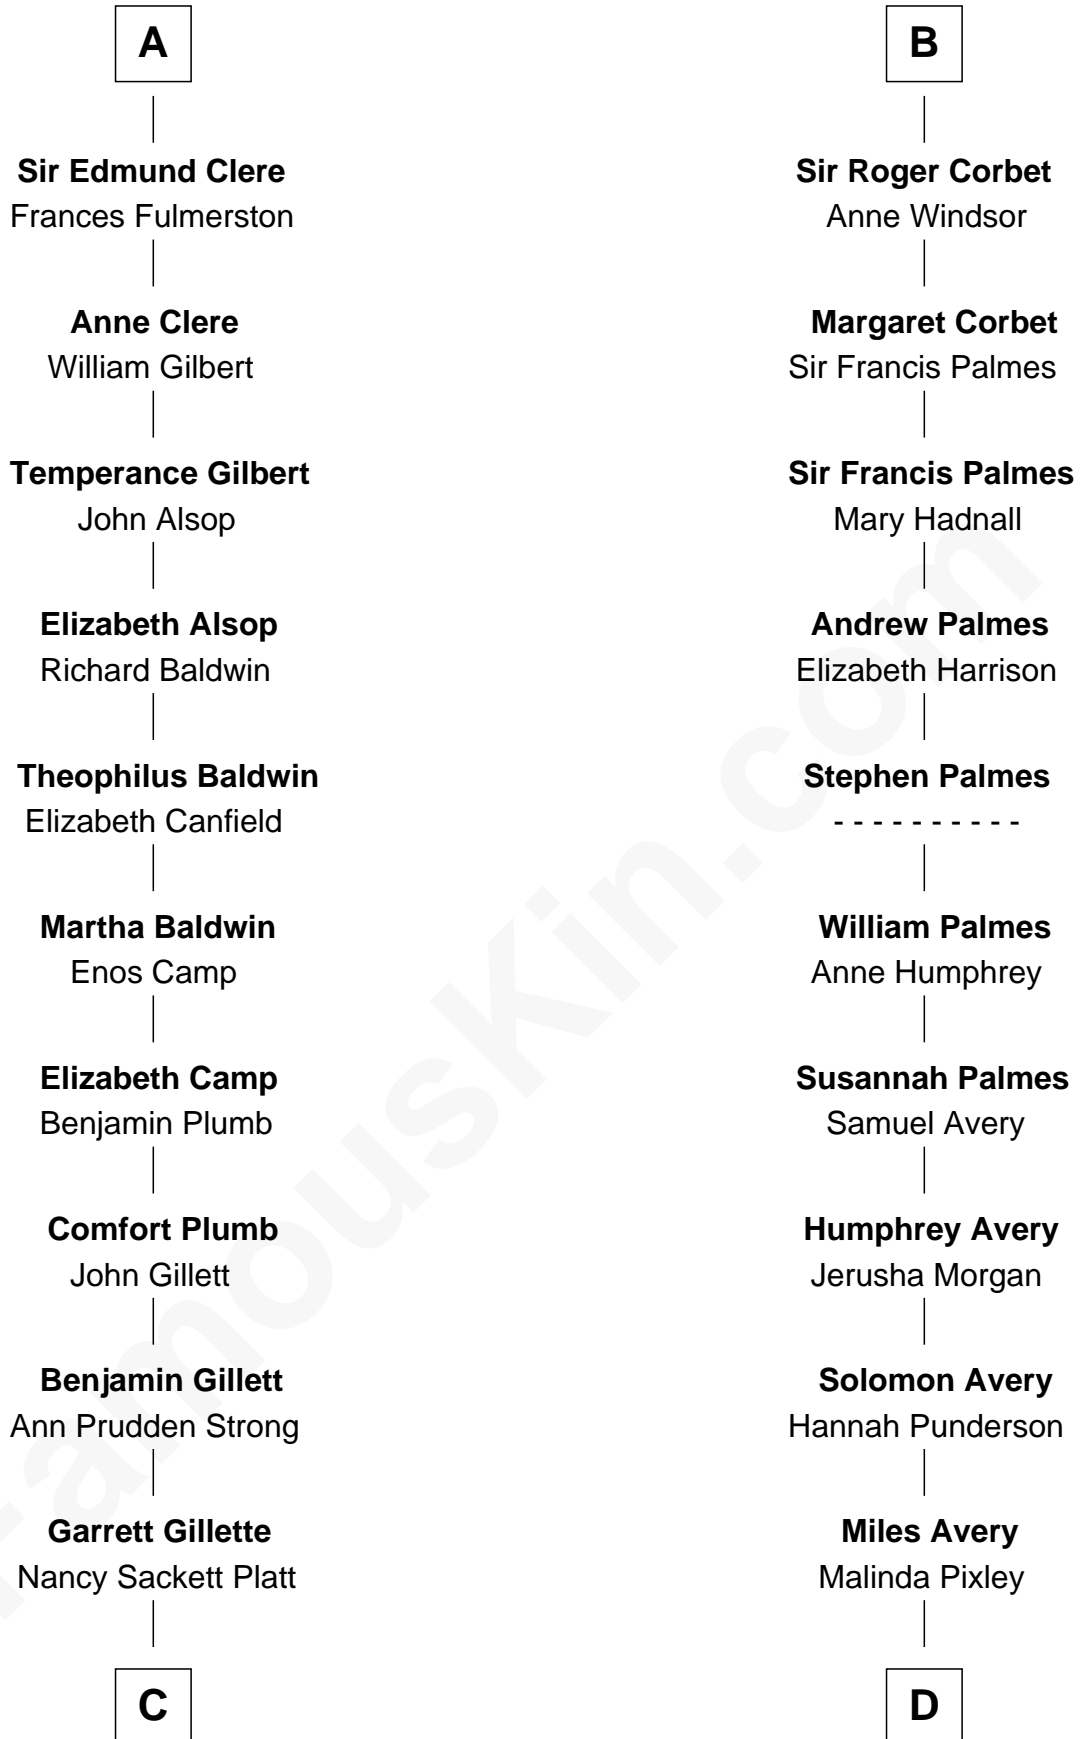 A
Sir Edmund Clere
Frances Fulmerston
Anne Clere
William Gilbert
Temperance Gilbert
John Alsop
Elizabeth Alsop
Richard Baldwin
Theophilus Baldwin
Elizabeth Canfield
Martha Baldwin
Enos Camp
Elizabeth Camp
Benjamin Plumb
Comfort Plumb
John Gillett
Benjamin Gillett
Ann Prudden Strong
Garrett Gillette
Nancy Sackett Platt
C
B
Sir Roger Corbet
Anne Windsor
Margaret Corbet
Sir Francis Palmes
Sir Francis Palmes
Mary Hadnall
Andrew Palmes
Elizabeth Harrison
Stephen Palmes
- - - - - - - - - -
William Palmes
Anne Humphrey
Susannah Palmes
Samuel Avery
Humphrey Avery
Jerusha Morgan
Solomon Avery
Hannah Punderson
Miles Avery
Malinda Pixley
D
FamousKin.com